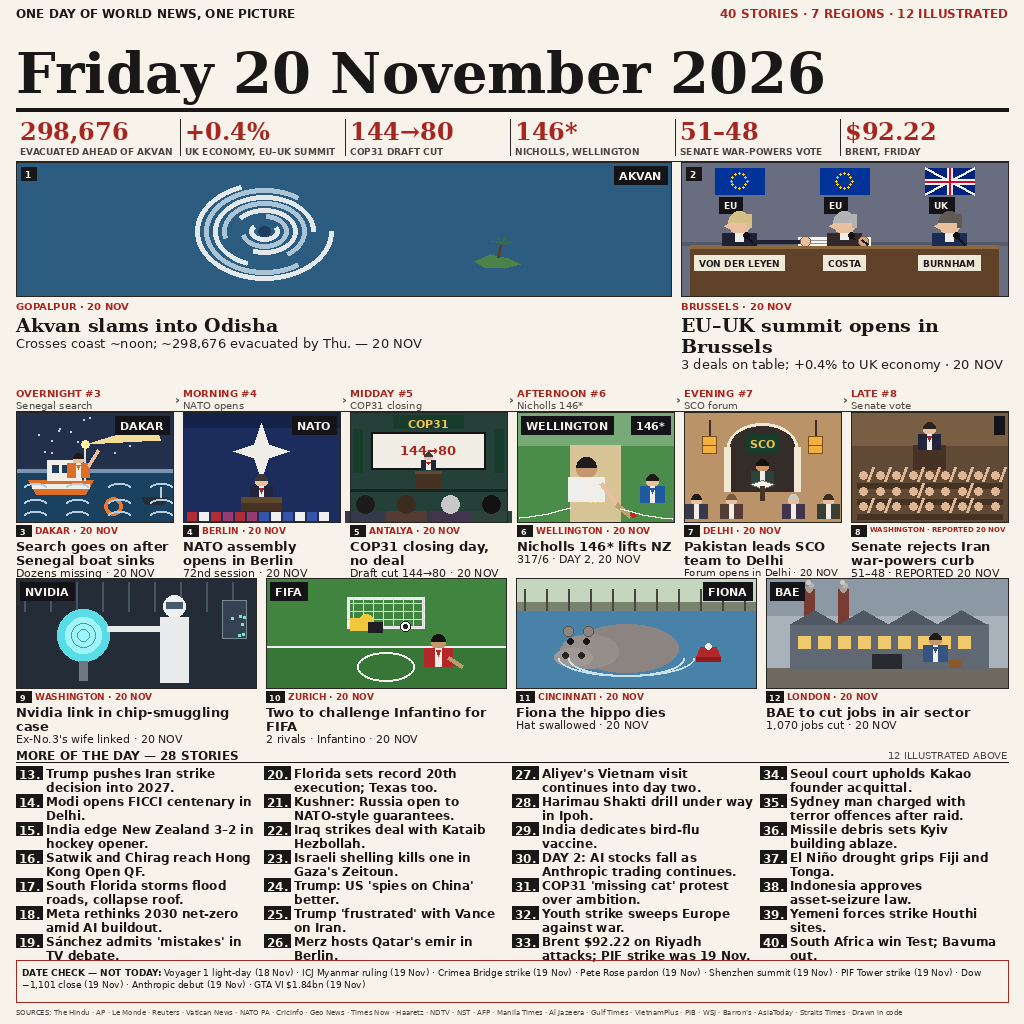 ONE DAY OF WORLD NEWS, ONE PICTURE
40 STORIES · 7 REGIONS · 12 ILLUSTRATED
Friday 20 November 2026
298,676
EVACUATED AHEAD OF AKVAN
+0.4%
UK ECONOMY, EU–UK SUMMIT
144→80
COP31 DRAFT CUT
146*
NICHOLLS, WELLINGTON
51–48
SENATE WAR-POWERS VOTE
$92.22
BRENT, FRIDAY
1
AKVAN
GOPALPUR · 20 NOV
Akvan slams into Odisha
Crosses coast ~noon; ~298,676 evacuated by Thu. — 20 NOV
2
EU
EU
UK
VON DER LEYEN
COSTA
BURNHAM
BRUSSELS · 20 NOV
EU–UK summit opens in
Brussels
3 deals on table; +0.4% to UK economy · 20 NOV
OVERNIGHT #3
Senegal search
›
MORNING #4
NATO opens
›
MIDDAY #5
COP31 closing
›
AFTERNOON #6
Nicholls 146*
›
EVENING #7
SCO forum
›
LATE #8
Senate vote
DAKAR
3 DAKAR · 20 NOV
Search goes on after
Senegal boat sinks
Dozens missing · 20 NOV
NATO
4 BERLIN · 20 NOV
NATO assembly
opens in Berlin
72nd session · 20 NOV
COP31
144→80
5 ANTALYA · 20 NOV
COP31 closing day,
no deal
Draft cut 144→80 · 20 NOV
WELLINGTON
146*
6 WELLINGTON · 20 NOV
Nicholls 146* lifts NZ
317/6 · DAY 2, 20 NOV
SCO
7 DELHI · 20 NOV
Pakistan leads SCO
team to Delhi
Forum opens in Delhi · 20 NOV
8 WASHINGTON · REPORTED 20 NOV
Senate rejects Iran
war-powers curb
51–48 · REPORTED 20 NOV
NVIDIA
9 WASHINGTON · 20 NOV
Nvidia link in chip-smuggling
case
Ex-No.3's wife linked · 20 NOV
FIFA
10 ZURICH · 20 NOV
Two to challenge Infantino for
FIFA
2 rivals · Infantino · 20 NOV
FIONA
11 CINCINNATI · 20 NOV
Fiona the hippo dies
Hat swallowed · 20 NOV
BAE
12 LONDON · 20 NOV
BAE to cut jobs in air sector
1,070 jobs cut · 20 NOV
MORE OF THE DAY — 28 STORIES
12 ILLUSTRATED ABOVE
13. Trump pushes Iran strike
decision into 2027.
14. Modi opens FICCI centenary in
Delhi.
15. India edge New Zealand 3–2 in
hockey opener.
16. Satwik and Chirag reach Hong
Kong Open QF.
17. South Florida storms flood
roads, collapse roof.
18. Meta rethinks 2030 net-zero
amid AI buildout.
19. Sánchez admits 'mistakes' in
TV debate.
20. Florida sets record 20th
execution; Texas too.
21. Kushner: Russia open to
NATO-style guarantees.
22. Iraq strikes deal with Kataib
Hezbollah.
23. Israeli shelling kills one in
Gaza's Zeitoun.
24. Trump: US 'spies on China'
better.
25. Trump 'frustrated' with Vance
on Iran.
26. Merz hosts Qatar's emir in
Berlin.
27. Aliyev's Vietnam visit
continues into day two.
28. Harimau Shakti drill under way
in Ipoh.
29. India dedicates bird-flu
vaccine.
30. DAY 2: AI stocks fall as
Anthropic trading continues.
31. COP31 'missing cat' protest
over ambition.
32. Youth strike sweeps Europe
against war.
33. Brent $92.22 on Riyadh
attacks; PIF strike was 19 Nov.
34. Seoul court upholds Kakao
founder acquittal.
35. Sydney man charged with
terror offences after raid.
36. Missile debris sets Kyiv
building ablaze.
37. El Niño drought grips Fiji and
Tonga.
38. Indonesia approves
asset-seizure law.
39. Yemeni forces strike Houthi
sites.
40. South Africa win Test; Bavuma
out.
DATE CHECK — NOT TODAY: Voyager 1 light-day (18 Nov) · ICJ Myanmar ruling (19 Nov) · Crimea Bridge strike (19 Nov) · Pete Rose pardon (19 Nov) · Shenzhen summit (19 Nov) · PIF Tower strike (19 Nov) · Dow
−1,101 close (19 Nov) · Anthropic debut (19 Nov) · GTA VI $1.84bn (19 Nov)
SOURCES: The Hindu · AP · Le Monde · Reuters · Vatican News · NATO PA · Cricinfo · Geo News · Times Now · Haaretz · NDTV · NST · AFP · Manila Times · Al Jazeera · Gulf Times · VietnamPlus · PIB · WSJ · Barron's · AsiaToday · Straits Times · Drawn in code